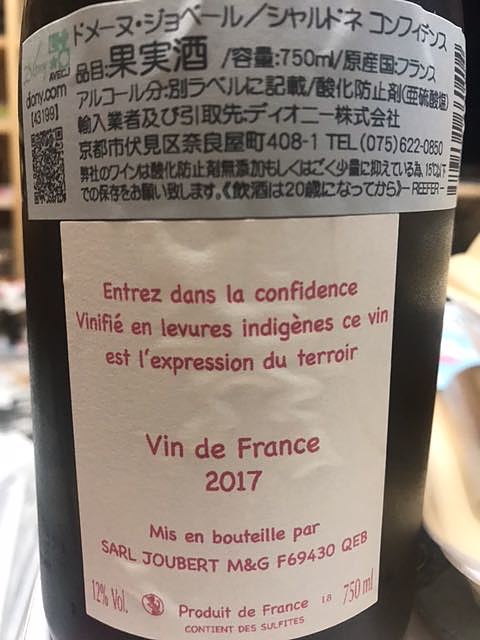 ドメーヌ・ジョベール／シャルドネ コンフィデンス
品目:果実酒 /容量:750ml/原産国:フランス
アルコール分:別ラベルに記載/酸化防止剤(亜硫酸塩)
輸入業者及び引取先:ディオニー株式会社
京都市伏見区奈良屋町408-1 TEL(075)622-0850
弊社のワインは酸化防止剤無添加もしくはごく少量に抑えている為、15℃以下
での保存をお願い致します。《飲酒は20歳になってから》ー REEFER ー
AVEC
diony.com
[43199]
Entrez dans la confidence
Vinifié en levures indigènes ce vin
est l'expression du terroir
Vin de France
2017
Mis en bouteille par
SARL JOUBERT M&G F69430 QEB
12% Vol.
Produit de France
18
750 ml
CONTIENT DES SULFITES